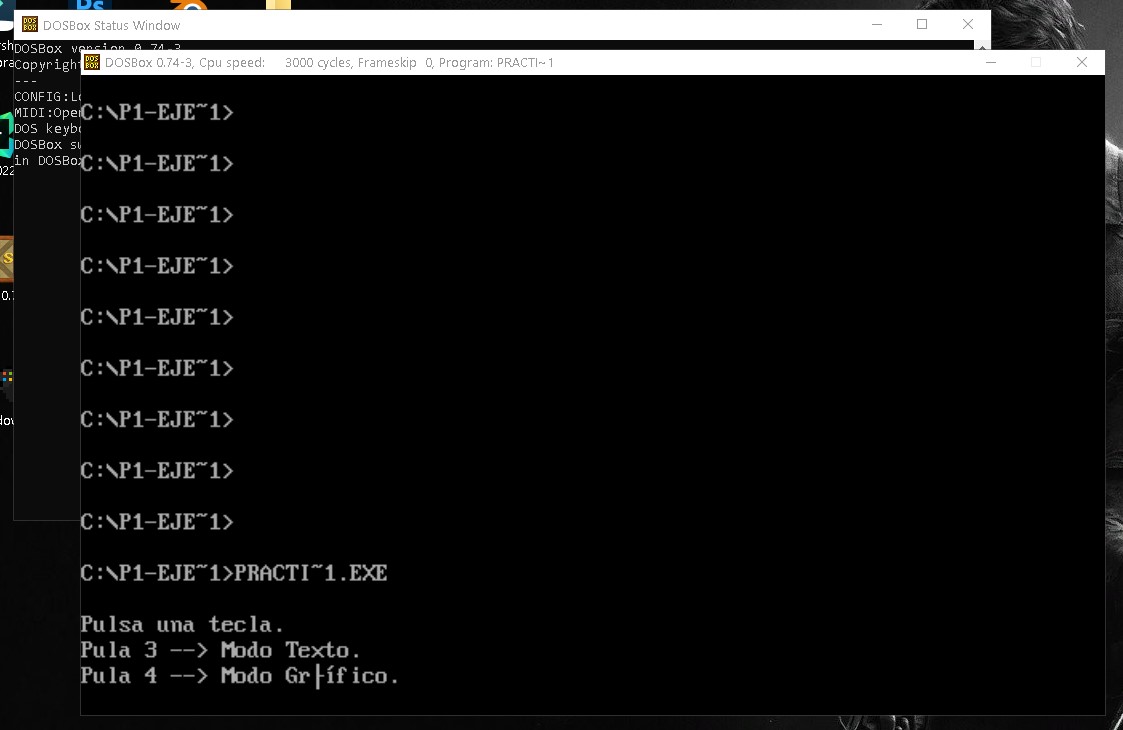 Ps
DOSBox Status Window
DOSBox version 0.74-3
Copyright
---
CONFIG:Lo
MIDI:Open
DOS keybo
DOSBox su
in DOSBox
DOSBox 0.74-3, Cpu speed: 3000 cycles, Frameskip 0, Program: PRACTI~1
C:\P1-EJE~1>
C:\P1-EJE~1>
C:\P1-EJE~1>
C:\P1-EJE~1>
C:\P1-EJE~1>
C:\P1-EJE~1>
C:\P1-EJE~1>
C:\P1-EJE~1>
C:\P1-EJE~1>
C:\P1-EJE~1>PRACTI~1.EXE
Pulsa una tecla.
Pula 3 --> Modo Texto.
Pula 4 --> Modo Gr├ífico.